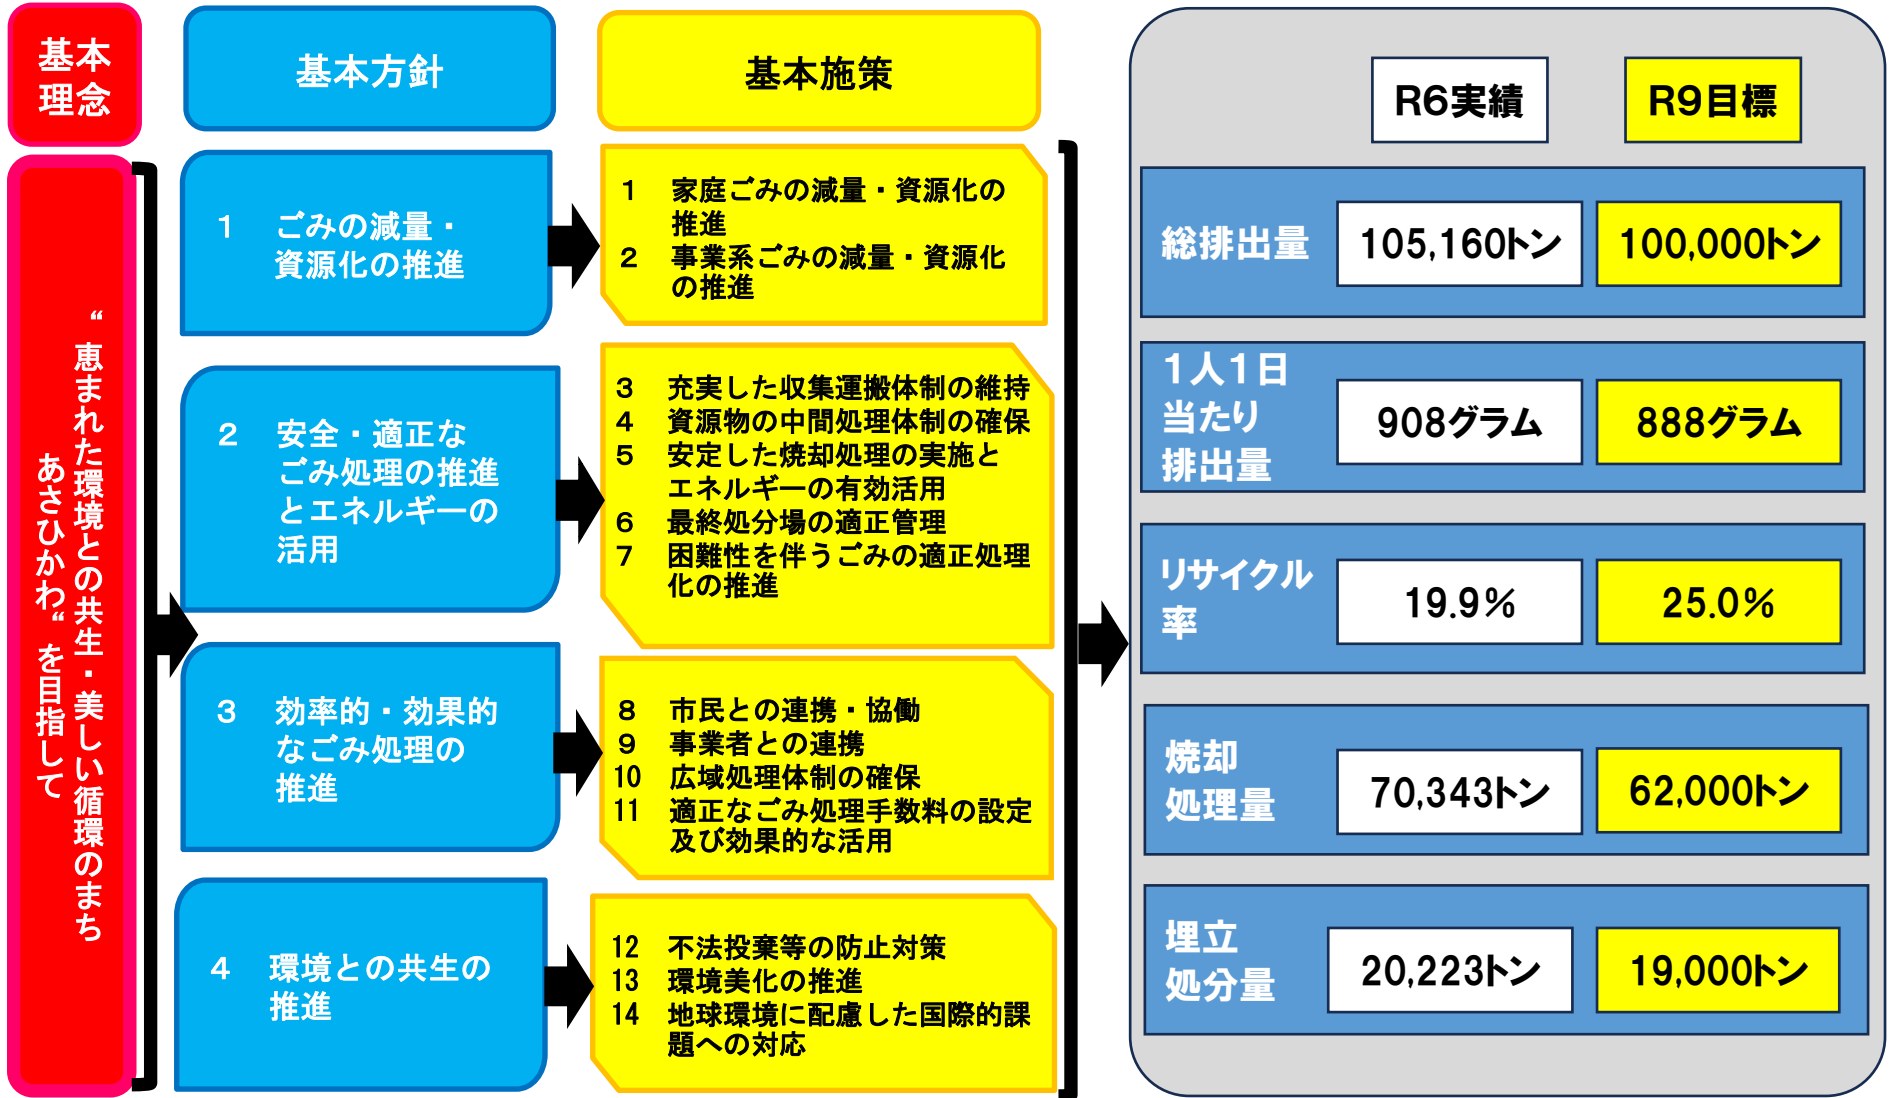 基本
理念
“恵まれた環境との共生・美しい循環のまち
あさひかわ“を目指して
基本方針
1 ごみの減量・
資源化の推進
2 安全・適正な
ごみ処理の推進
とエネルギーの
活用
3 効率的・効果的
なごみ処理の
推進
4 環境との共生の
推進
基本施策
1 家庭ごみの減量・資源化の
推進
2 事業系ごみの減量・資源化
の推進
3 充実した収集運搬体制の維持
4 資源物の中間処理体制の確保
5 安定した焼却処理の実施と
エネルギーの有効活用
6 最終処分場の適正管理
7 困難性を伴うごみの適正処理
化の推進
8 市民との連携・協働
9 事業者との連携
10 広域処理体制の確保
11 適正なごみ処理手数料の設定
及び効果的な活用
12 不法投棄等の防止対策
13 環境美化の推進
14 地球環境に配慮した国際的課
題への対応
R6実績 R9目標
総排出量 105,160トン 100,000トン
1人1日
当たり
排出量
908グラム 888グラム
リサイクル
率
19.9% 25.0%
焼却
処理量
70,343トン 62,000トン
埋立
処分量
20,223トン 19,000トン